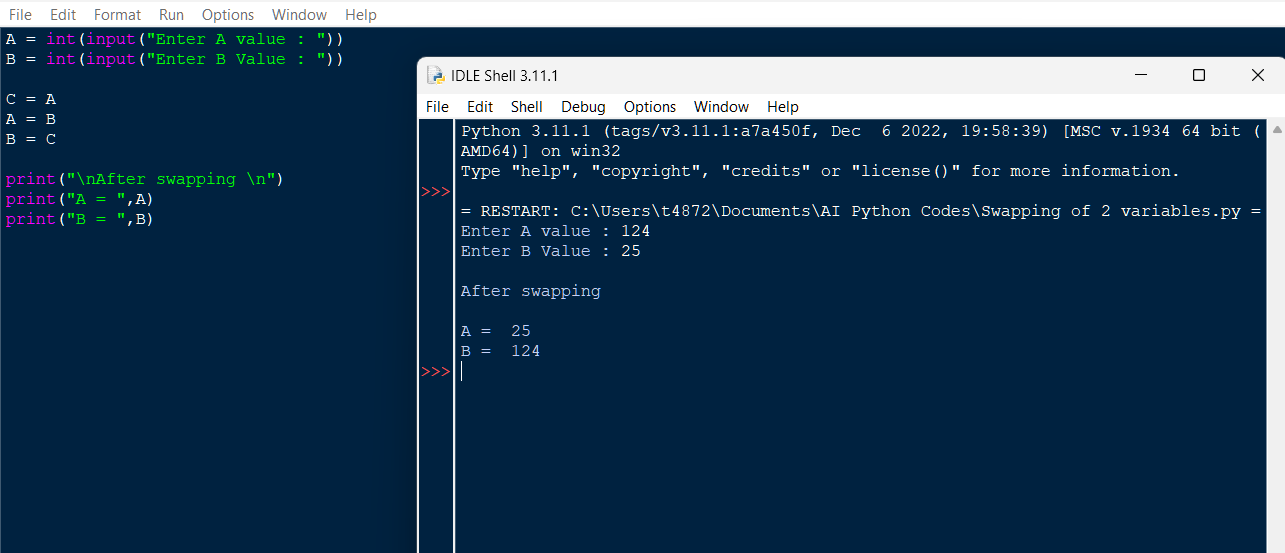 File Edit Format Run Options Window Help
A = int(input("Enter A value : "))
B = int(input("Enter B Value : "))
C = A
A = B
B = C
print("\nAfter swapping \n")
print("A = ",A)
print("B = ",B)
IDLE Shell 3.11.1
File Edit Shell Debug Options Window Help
Python 3.11.1 (tags/v3.11.1:a7a450f, Dec  6 2022, 19:58:39) [MSC v.1934 64 bit (
AMD64)] on win32
Type "help", "copyright", "credits" or "license()" for more information.
>>>
= RESTART: C:\Users\t4872\Documents\AI Python Codes\Swapping of 2 variables.py =
Enter A value : 124
Enter B Value : 25
After swapping
A =  25
B =  124
>>>